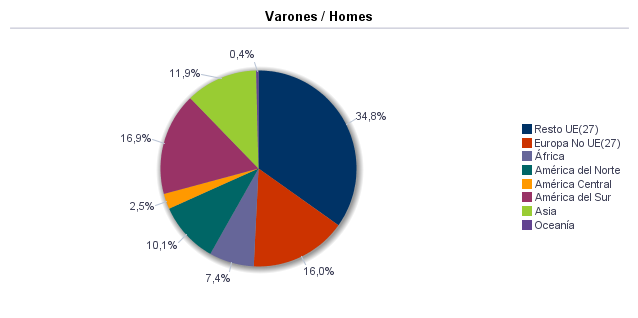 Varones / Homes
0,4%
11,9%
34,8%
16,9%
2,5%
10,1%
7,4%
16,0%
Resto UE(27)
Europa No UE(27)
África
América del Norte
América Central
América del Sur
Asia
Oceanía